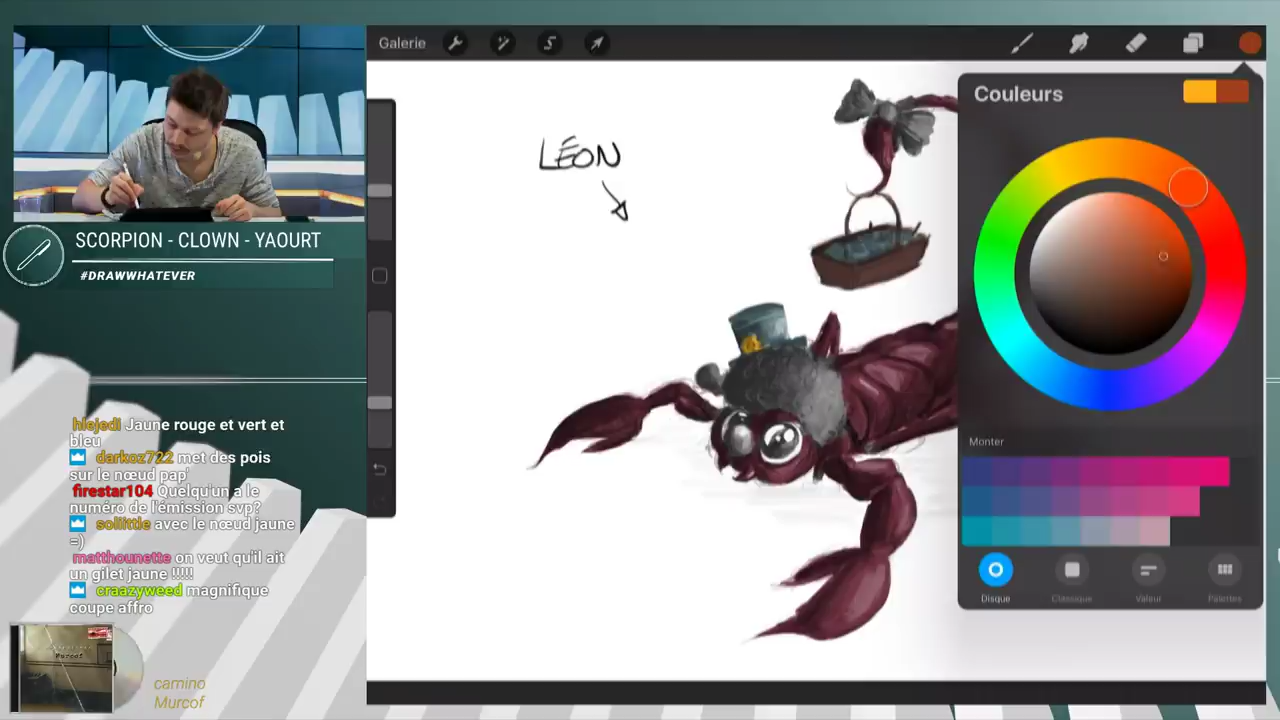 Galerie
Couleurs
LÉON
SCORPION - CLOWN - YAOURT
#DRAWWHATEVER
hlejedi Jaune rouge et vert et
bleu
darkoz722 met des pois
sur le nœud pap'
firestar104 Quelqu'un a le
numéro de l'émission svp?
solittle avec le nœud jaune
=)
matthounette on veut qu'il ait
un gilet jaune !!!!!
craazyweed magnifique
coupe affro
Monter
Disque
Classique
Valeur
Palettes
Murcof
camino
Murcof